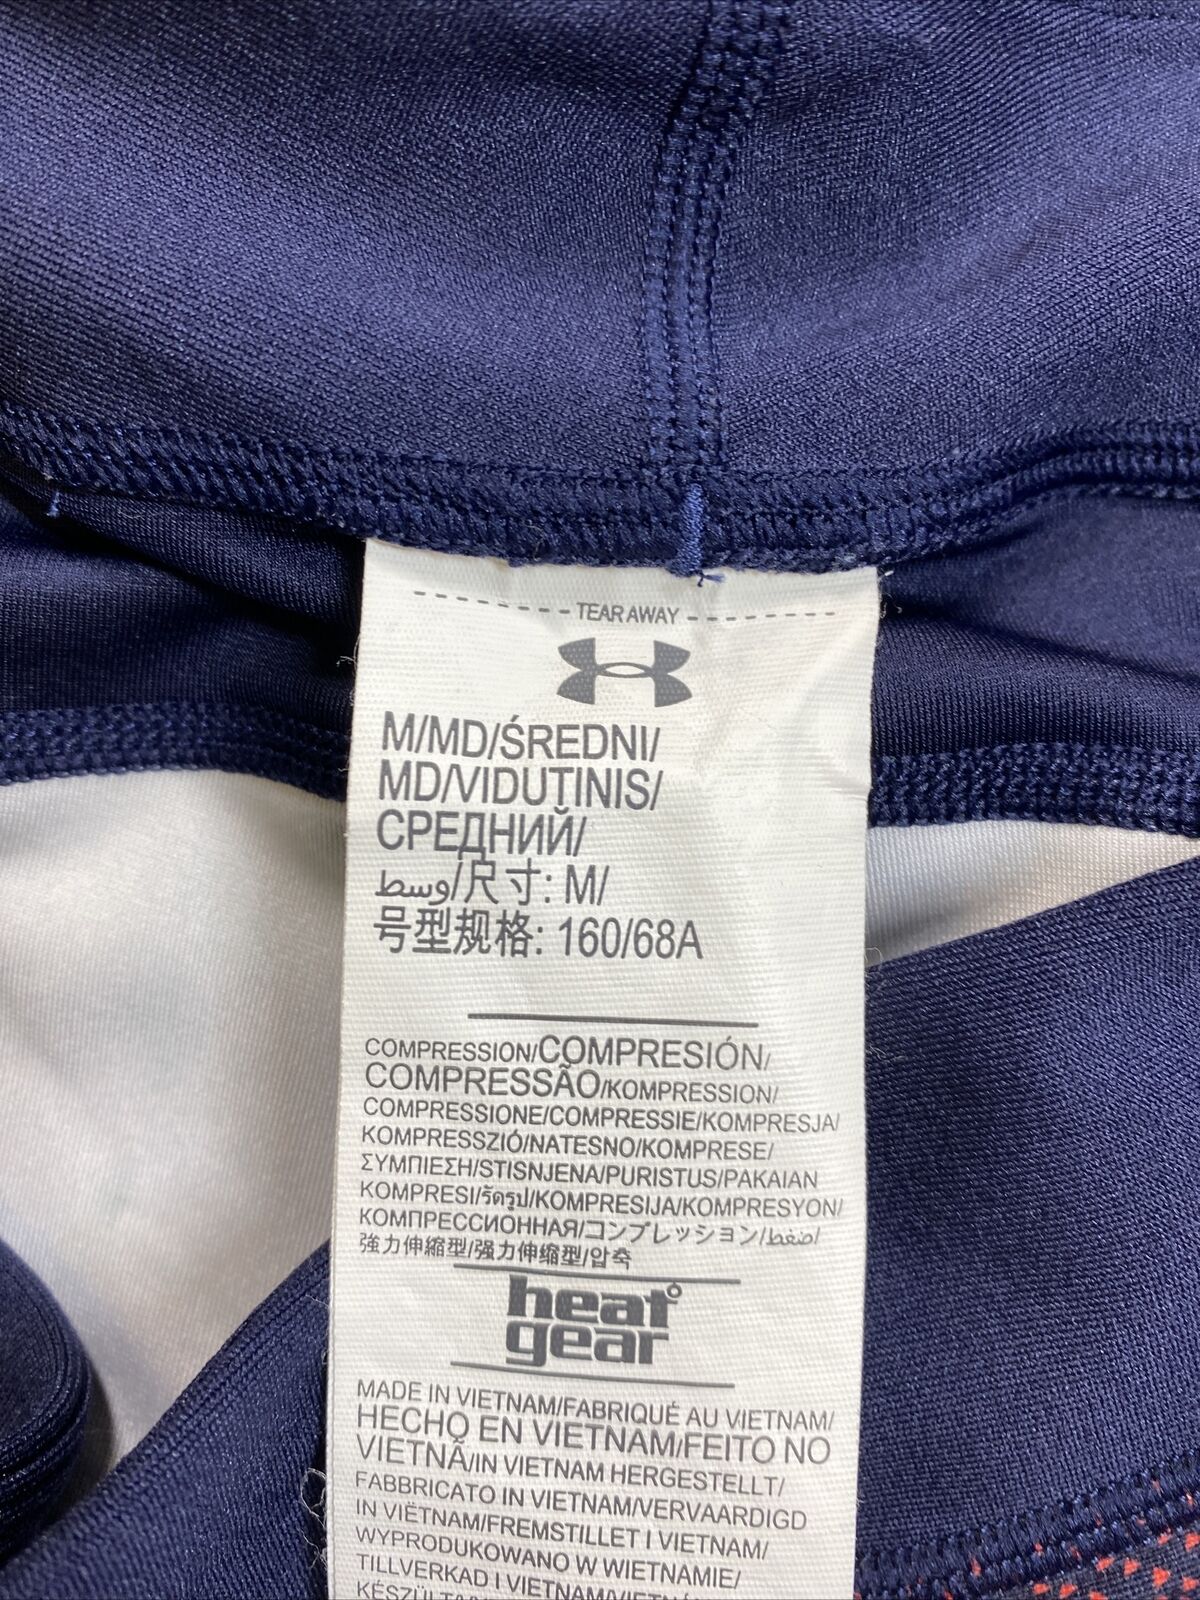 TEAR AWAY
M/MD/ŚREDNI/
MD/VIDUTINIS/
СРЕДНИЙ/
وسط/尺寸: M/
号型规格: 160/68A
COMPRESSION/COMPRESIÓN/
COMPRESSÃO/KOMPRESSION/
COMPRESSIONE/COMPRESSIE/KOMPRESJA/
KOMPRESSZIÓ/NATESNO/KOMPRESE/
ΣΥΜΠΙΕΣΗ/STISNJENA/PURISTUS/PAKAIAN
KOMPRESI/รัดรูป/KOMPRESIJA/KOMPRESYON/
КОМПРЕССИОННАЯ/コンプレッション/اضغط/
強力伸縮型/强力伸缩型/압축
heat
gear
MADE IN VIETNAM/FABRIQUÉ AU VIETNAM/
HECHO EN VIETNAM/FEITO NO
VIETNÃ/IN VIETNAM HERGESTELLT/
FABBRICATO IN VIETNAM/VERVAARDIGD
IN VIETNAM/FREMSTILLET I VIETNAM/
WYPRODUKOWANO W WIETNAMIE/
TILLVERKAD I VIETNAM/VIETNAM